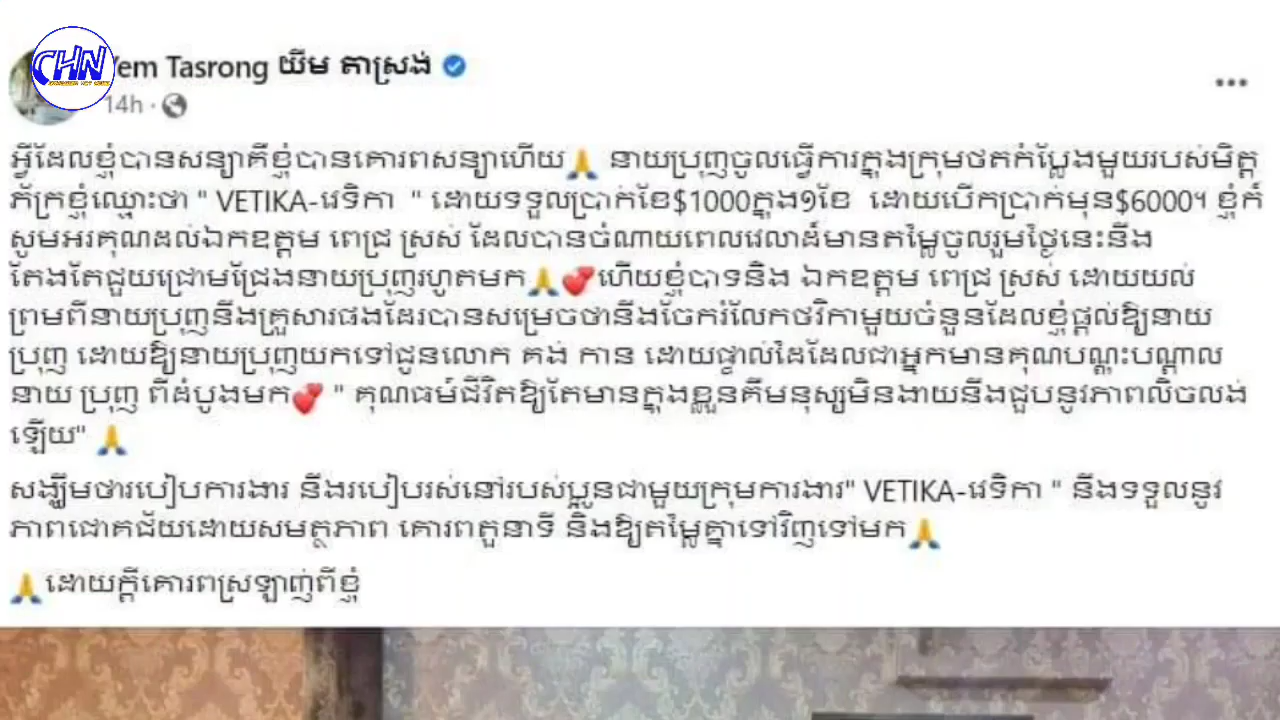 CHN
Yem Tasrong យីម តាស្រង់
14h ·
អ្វីដែលខ្ញុំបានសន្យាគឺខ្ញុំបានគោរពសន្យាហើយ🙏 នាយប្រុញចូលធ្វើការក្នុងក្រុមថតកំប្លែងមួយរបស់មិត្ត
ភ័ក្រខ្ញុំឈ្មោះថា " VETIKA-វេទិកា " ដោយទទួលប្រាក់ខែ$1000ក្នុង១ខែ ដោយបើកប្រាក់មុន$6000។ ខ្ញុំក៏
សូមអរគុណដល់ឯកឧត្តម ពេជ្រ ស្រស់ ដែលបានចំណាយពេលវេលាដ៏មានតម្លៃចូលរួមថ្ងៃនេះនឹង
តែងតែជួយជ្រោមជ្រែងនាយប្រុញរហូតមក🙏💕ហើយខ្ញុំបាទនិង ឯកឧត្តម ពេជ្រ ស្រស់ ដោយយល់
ព្រមពីនាយប្រុញនឹងគ្រួសារផងដែរបានសម្រេចថានឹងចែករំលែកថវិកាមួយចំនួនដែលខ្ញុំផ្តល់ឱ្យនាយ
ប្រុញ ដោយឱ្យនាយប្រុញយកទៅជូនលោក គង់ កាន ដោយផ្ទាល់ដៃដែលជាអ្នកមានគុណបណ្តុះបណ្តាល
នាយ ប្រុញ ពីដំបូងមក💕 " គុណធម៌ជីវិតឱ្យតែមានក្នុងខ្លួនគឺមនុស្សមិនងាយនឹងជួបនូវភាពលិចលង់
ឡើយ" 🙏
សង្ឃឹមថារបៀបការងារ នឹងរបៀបរស់នៅរបស់ប្អូនជាមួយក្រុមការងារ" VETIKA-វេទិកា " នឹងទទួលនូវ
ភាពជោគជ័យដោយសមត្ថភាព គោរពតួនាទី និងឱ្យតម្លៃគ្នាទៅវិញទៅមក🙏
🙏ដោយក្តីគោរពស្រឡាញ់ពីខ្ញុំ